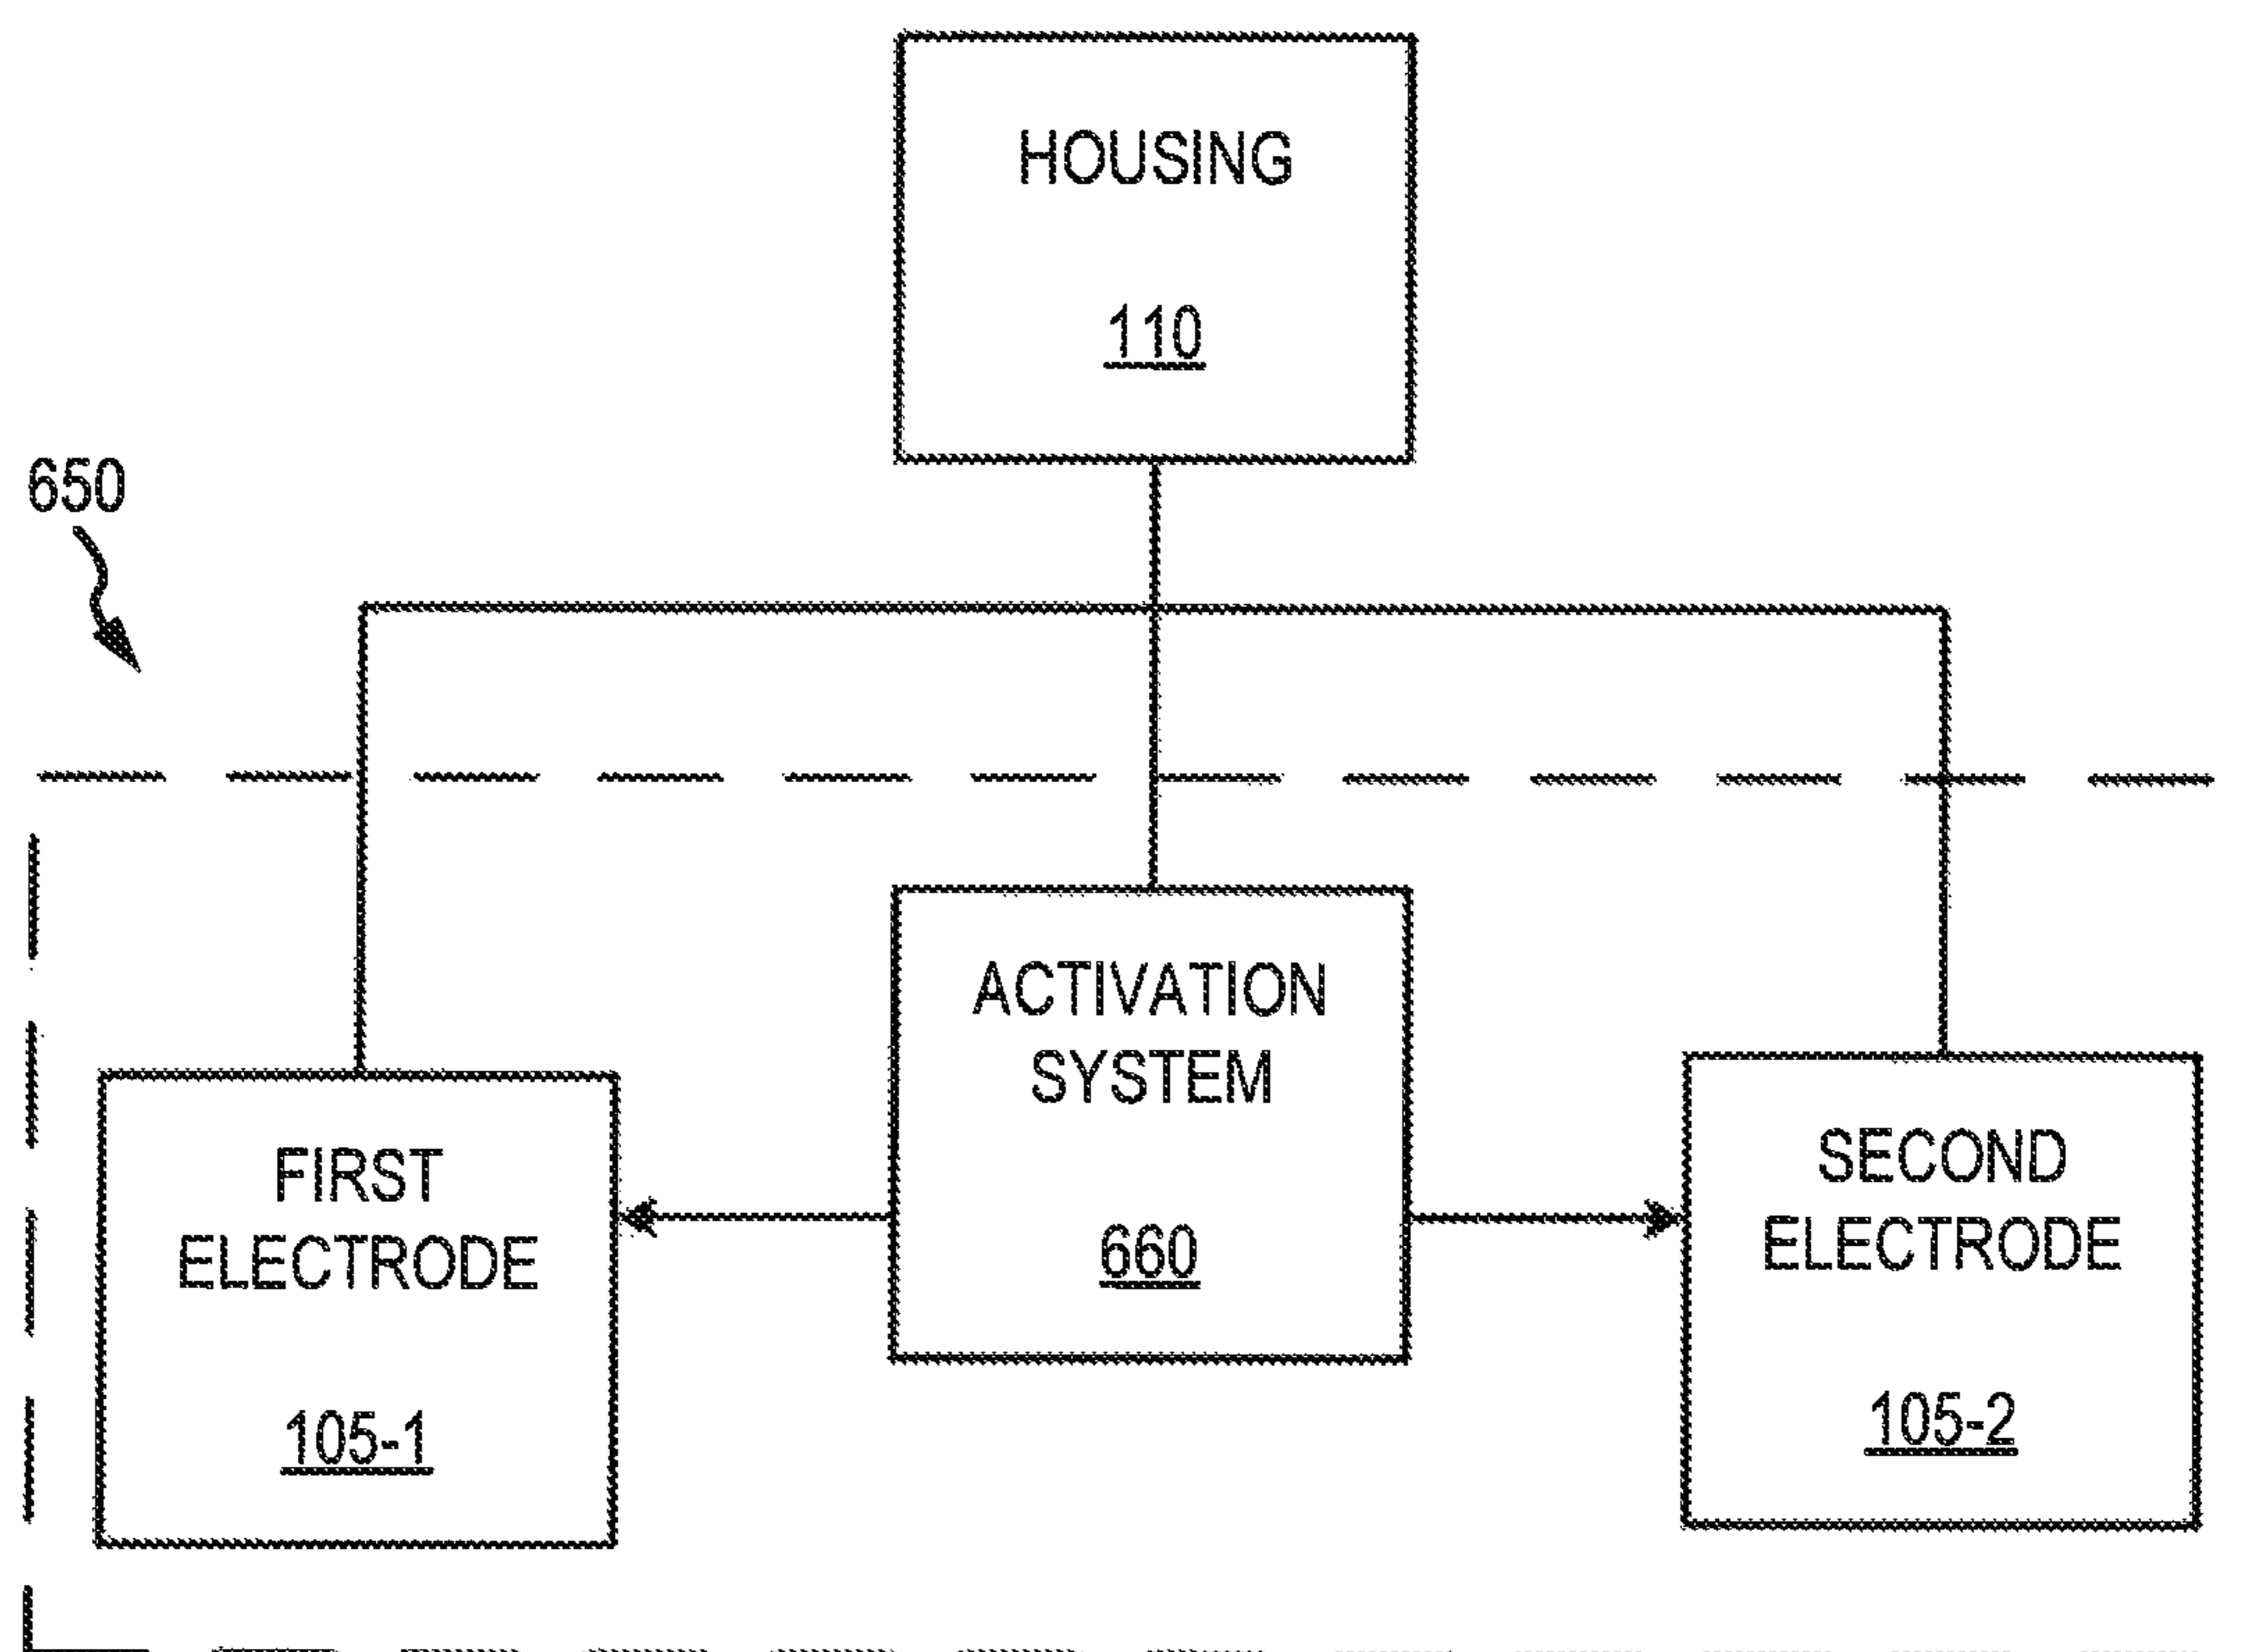 HOUSING
110
650
ACTIVATION
SYSTEM
660
FIRST
ELECTRODE
105-1
SECOND
ELECTRODE
105-2